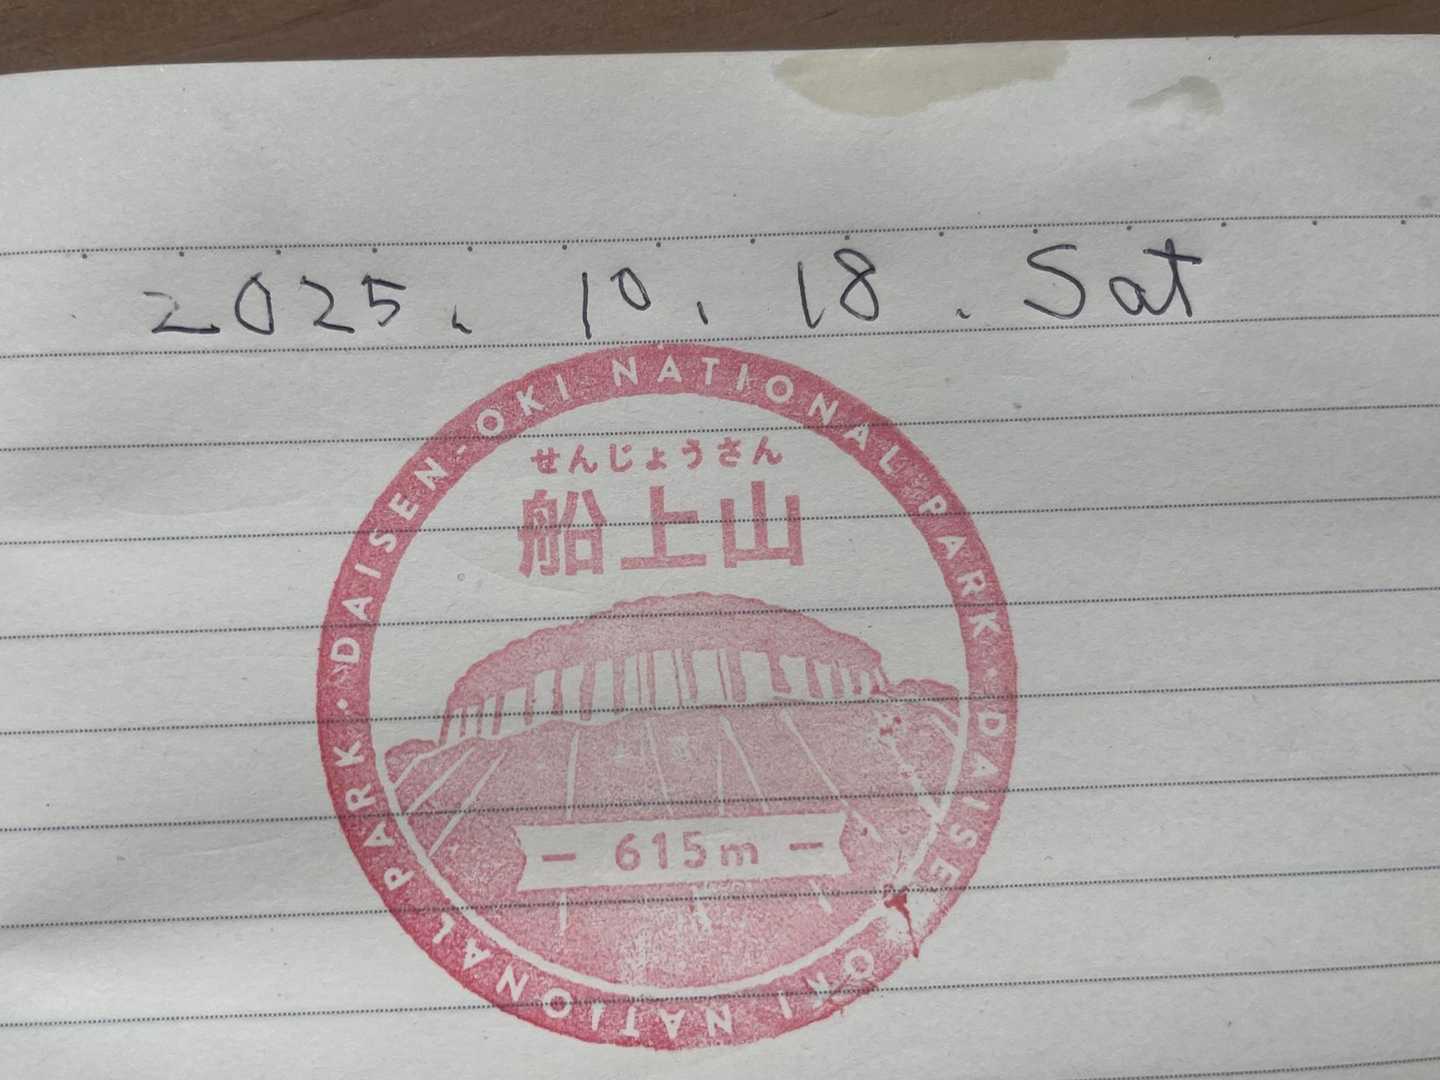 2025. 10. 18. Sat
DAISEN-OKI NATIONAL PARK · DAISEN-OKI NATIONAL PARK ·
せんじょうさん
船上山
- 615m -